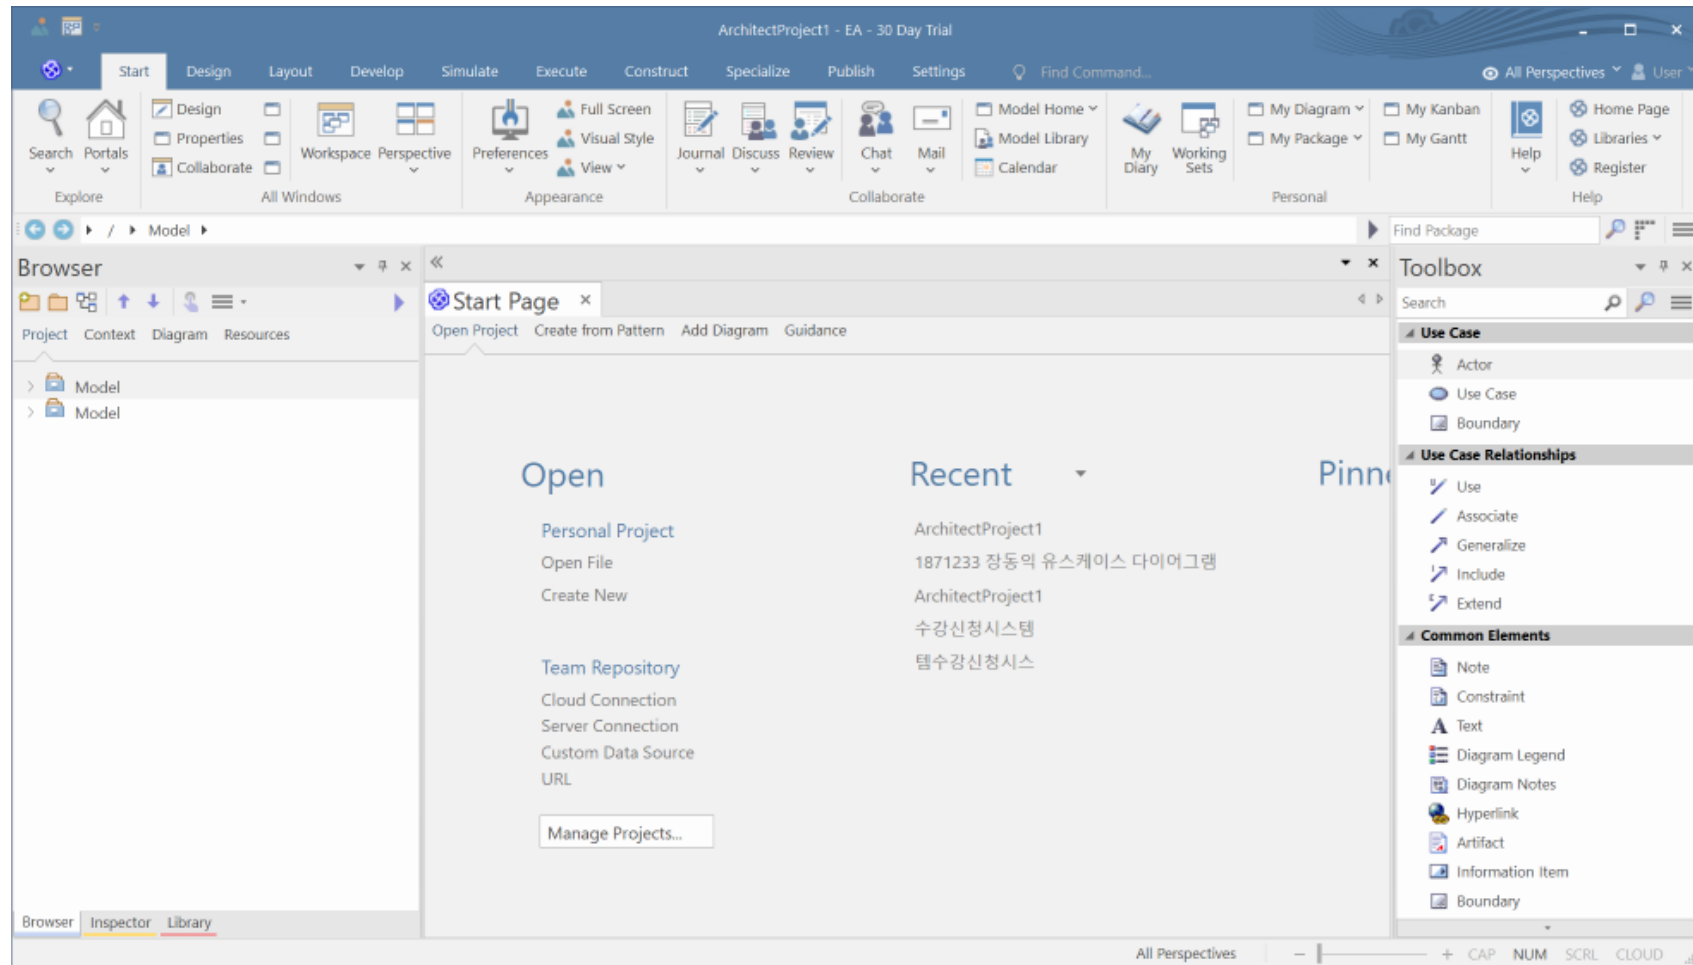 ArchitectProject1 - EA - 30 Day Trial
Start Design Layout Develop Simulate Execute Construct Specialize Publish Settings Find Command... All Perspectives User
Search Portals
Explore
Design
Properties
Collaborate
Workspace Perspective
All Windows
Preferences
Full Screen
Visual Style
View
Appearance
Journal Discuss Review Chat Mail
Model Home
Model Library
Calendar
Collaborate
My Diary
Working Sets
My Diagram
My Package
My Kanban
My Gantt
Personal
Help
Home Page
Libraries
Register
Help
/ Model
Find Package
Browser
Project Context Diagram Resources
Model
Model
Browser Inspector Library
Start Page
Open Project Create from Pattern Add Diagram Guidance
Open
Personal Project
Open File
Create New
Team Repository
Cloud Connection
Server Connection
Custom Data Source
URL
Manage Projects...
Recent
ArchitectProject1
1871233 장동익 유스케이스 다이어그램
ArchitectProject1
수강신청시스템
템수강신청시스
Pinn
Toolbox
Search
Use Case
Actor
Use Case
Boundary
Use Case Relationships
Use
Associate
Generalize
Include
Extend
Common Elements
Note
Constraint
Text
Diagram Legend
Diagram Notes
Hyperlink
Artifact
Information Item
Boundary
All Perspectives
CAP NUM SCRL CLOUD